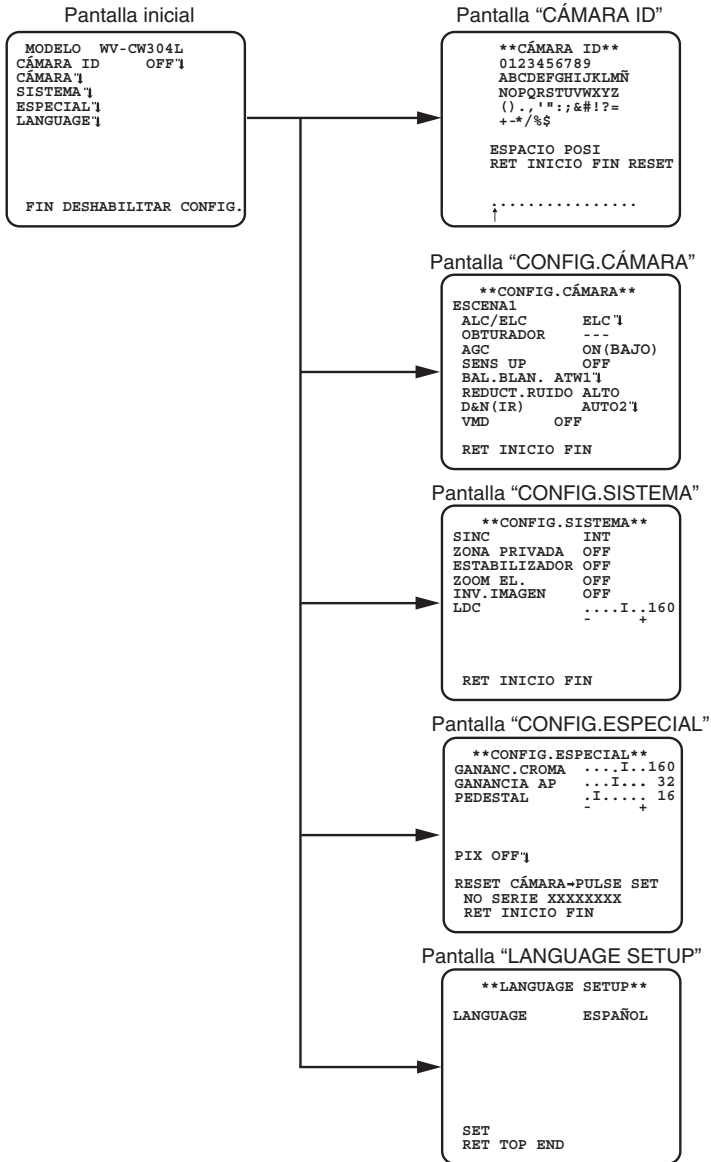 Pantalla inicial
MODELO WV-CW304L
CÁMARA ID OFF
CÁMARA
SISTEMA
ESPECIAL
LANGUAGE
FIN DESHABILITAR CONFIG.
Pantalla “CÁMARA ID”
**CÁMARA ID**
0123456789
ABCDEFGHIJKLMÑ
NOPQRSTUVWXYZ
().,'":;&#!?=
+-*/%$
ESPACIO POSI
RET INICIO FIN RESET
................
↑
Pantalla “CONFIG.CÁMARA”
**CONFIG.CÁMARA**
ESCENA1
ALC/ELC ELC
OBTURADOR ---
AGC ON(BAJO)
SENS UP OFF
BAL.BLAN. ATW1
REDUCT.RUIDO ALTO
D&N(IR) AUTO2
VMD OFF
RET INICIO FIN
Pantalla “CONFIG.SISTEMA”
**CONFIG.SISTEMA**
SINC INT
ZONA PRIVADA OFF
ESTABILIZADOR OFF
ZOOM EL. OFF
INV.IMAGEN OFF
LDC ....I..160
- +
RET INICIO FIN
Pantalla “CONFIG.ESPECIAL”
**CONFIG.ESPECIAL**
GANANC.CROMA ....I..160
GANANCIA AP ...I... 32
PEDESTAL .I..... 16
- +
PIX OFF
RESET CÁMARA→PULSE SET
NO SERIE XXXXXXXX
RET INICIO FIN
Pantalla “LANGUAGE SETUP”
**LANGUAGE SETUP**
LANGUAGE ESPAÑOL
SET
RET TOP END